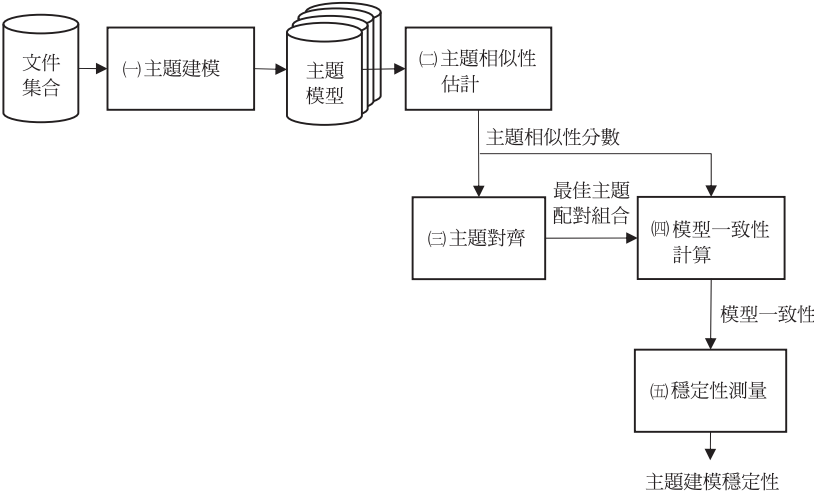 文件
集合
㈠主題建模
主題
模型
㈡主題相似性
估計
主題相似性分數
㈢主題對齊
最佳主題
配對組合
㈣模型一致性
計算
模型一致性
㈤穩定性測量
主題建模穩定性